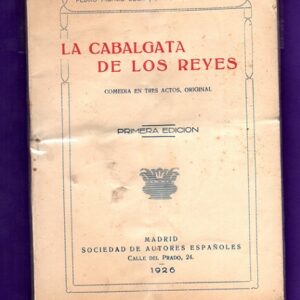 PEDRO
LA CABALGATA
DE LOS REYES
COMEDIA EN TRES ACTOS, ORIGINAL
PRIMERA EDICION
MADRID
SOCIEDAD DE AUTORES ESPAÑOLES
CALLE DEL PRADO, 24.
1926